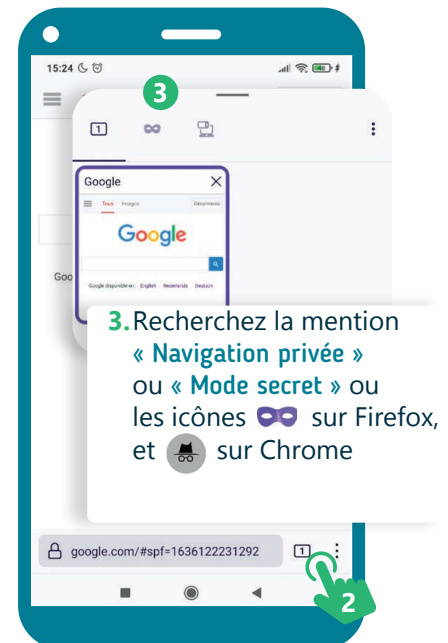 15:24
3
1
Google
Tous Images
Google
Google disponible en : English Nederlands Deutsch
Goo
3. Recherchez la mention
« Navigation privée »
ou « Mode secret » ou
les icônes sur Firefox,
et sur Chrome
google.com/#spf=1636122231292
1
2